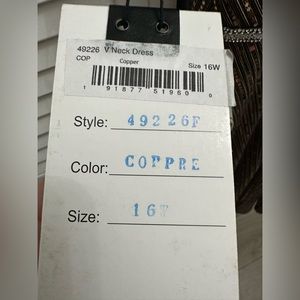 49226 V Neck Dress
COP Copper Size 16W
1 91877 51960 0
Style: 49226F
Color: COPPRE
Size: 16W